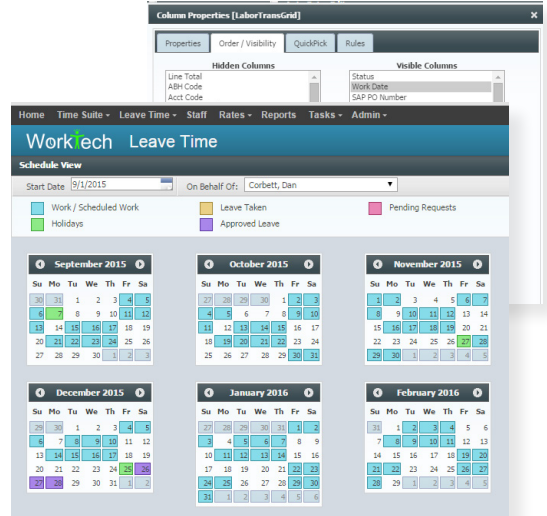 Column Properties [LaborTransGrid] ×
Properties Order / Visibility QuickPick Rules
Hidden Columns Visible Columns
Line Total Status
ABH Code Work Date
Acct Code SAP PO Number
Home Time Suite Leave Time Staff Rates Reports Tasks Admin
WorkTech Leave Time
Schedule View
Start Date 9/1/2015 On Behalf Of: Corbett, Dan
Work / Scheduled Work Leave Taken Pending Requests
Holidays Approved Leave
September 2015 October 2015 November 2015
Su Mo Tu We Th Fr Sa Su Mo Tu We Th Fr Sa Su Mo Tu We Th Fr Sa
30 31 1 2 3 4 5 27 28 29 30 1 2 3 1 2 3 4 5 6 7
6 7 8 9 10 11 12 4 5 6 7 8 9 10 8 9 10 11 12 13 14
13 14 15 16 17 18 19 11 12 13 14 15 16 17 15 16 17 18 19 20 21
20 21 22 23 24 25 26 18 19 20 21 22 23 24 22 23 24 25 26 27 28
27 28 29 30 1 2 3 25 26 27 28 29 30 31 29 30 1 2 3 4 5
December 2015 January 2016 February 2016
Su Mo Tu We Th Fr Sa Su Mo Tu We Th Fr Sa Su Mo Tu We Th Fr Sa
29 30 1 2 3 4 5 27 28 29 30 31 1 2 31 1 2 3 4 5 6
6 7 8 9 10 11 12 3 4 5 6 7 8 9 7 8 9 10 11 12 13
13 14 15 16 17 18 19 10 11 12 13 14 15 16 14 15 16 17 18 19 20
20 21 22 23 24 25 26 17 18 19 20 21 22 23 21 22 23 24 25 26 27
27 28 29 30 31 1 2 24 25 26 27 28 29 30 28 29 1 2 3 4 5
31 1 2 3 4 5 6